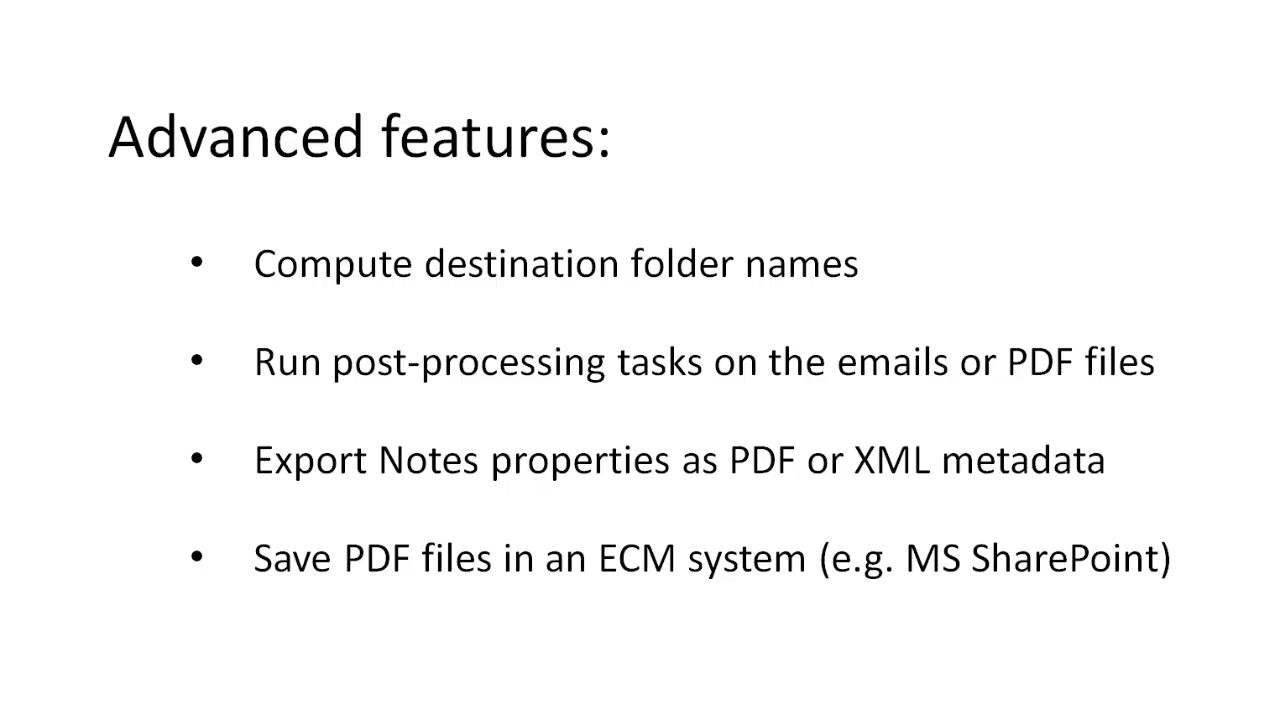 Advanced features:
• Compute destination folder names
• Run post-processing tasks on the emails or PDF files
• Export Notes properties as PDF or XML metadata
• Save PDF files in an ECM system (e.g. MS SharePoint)